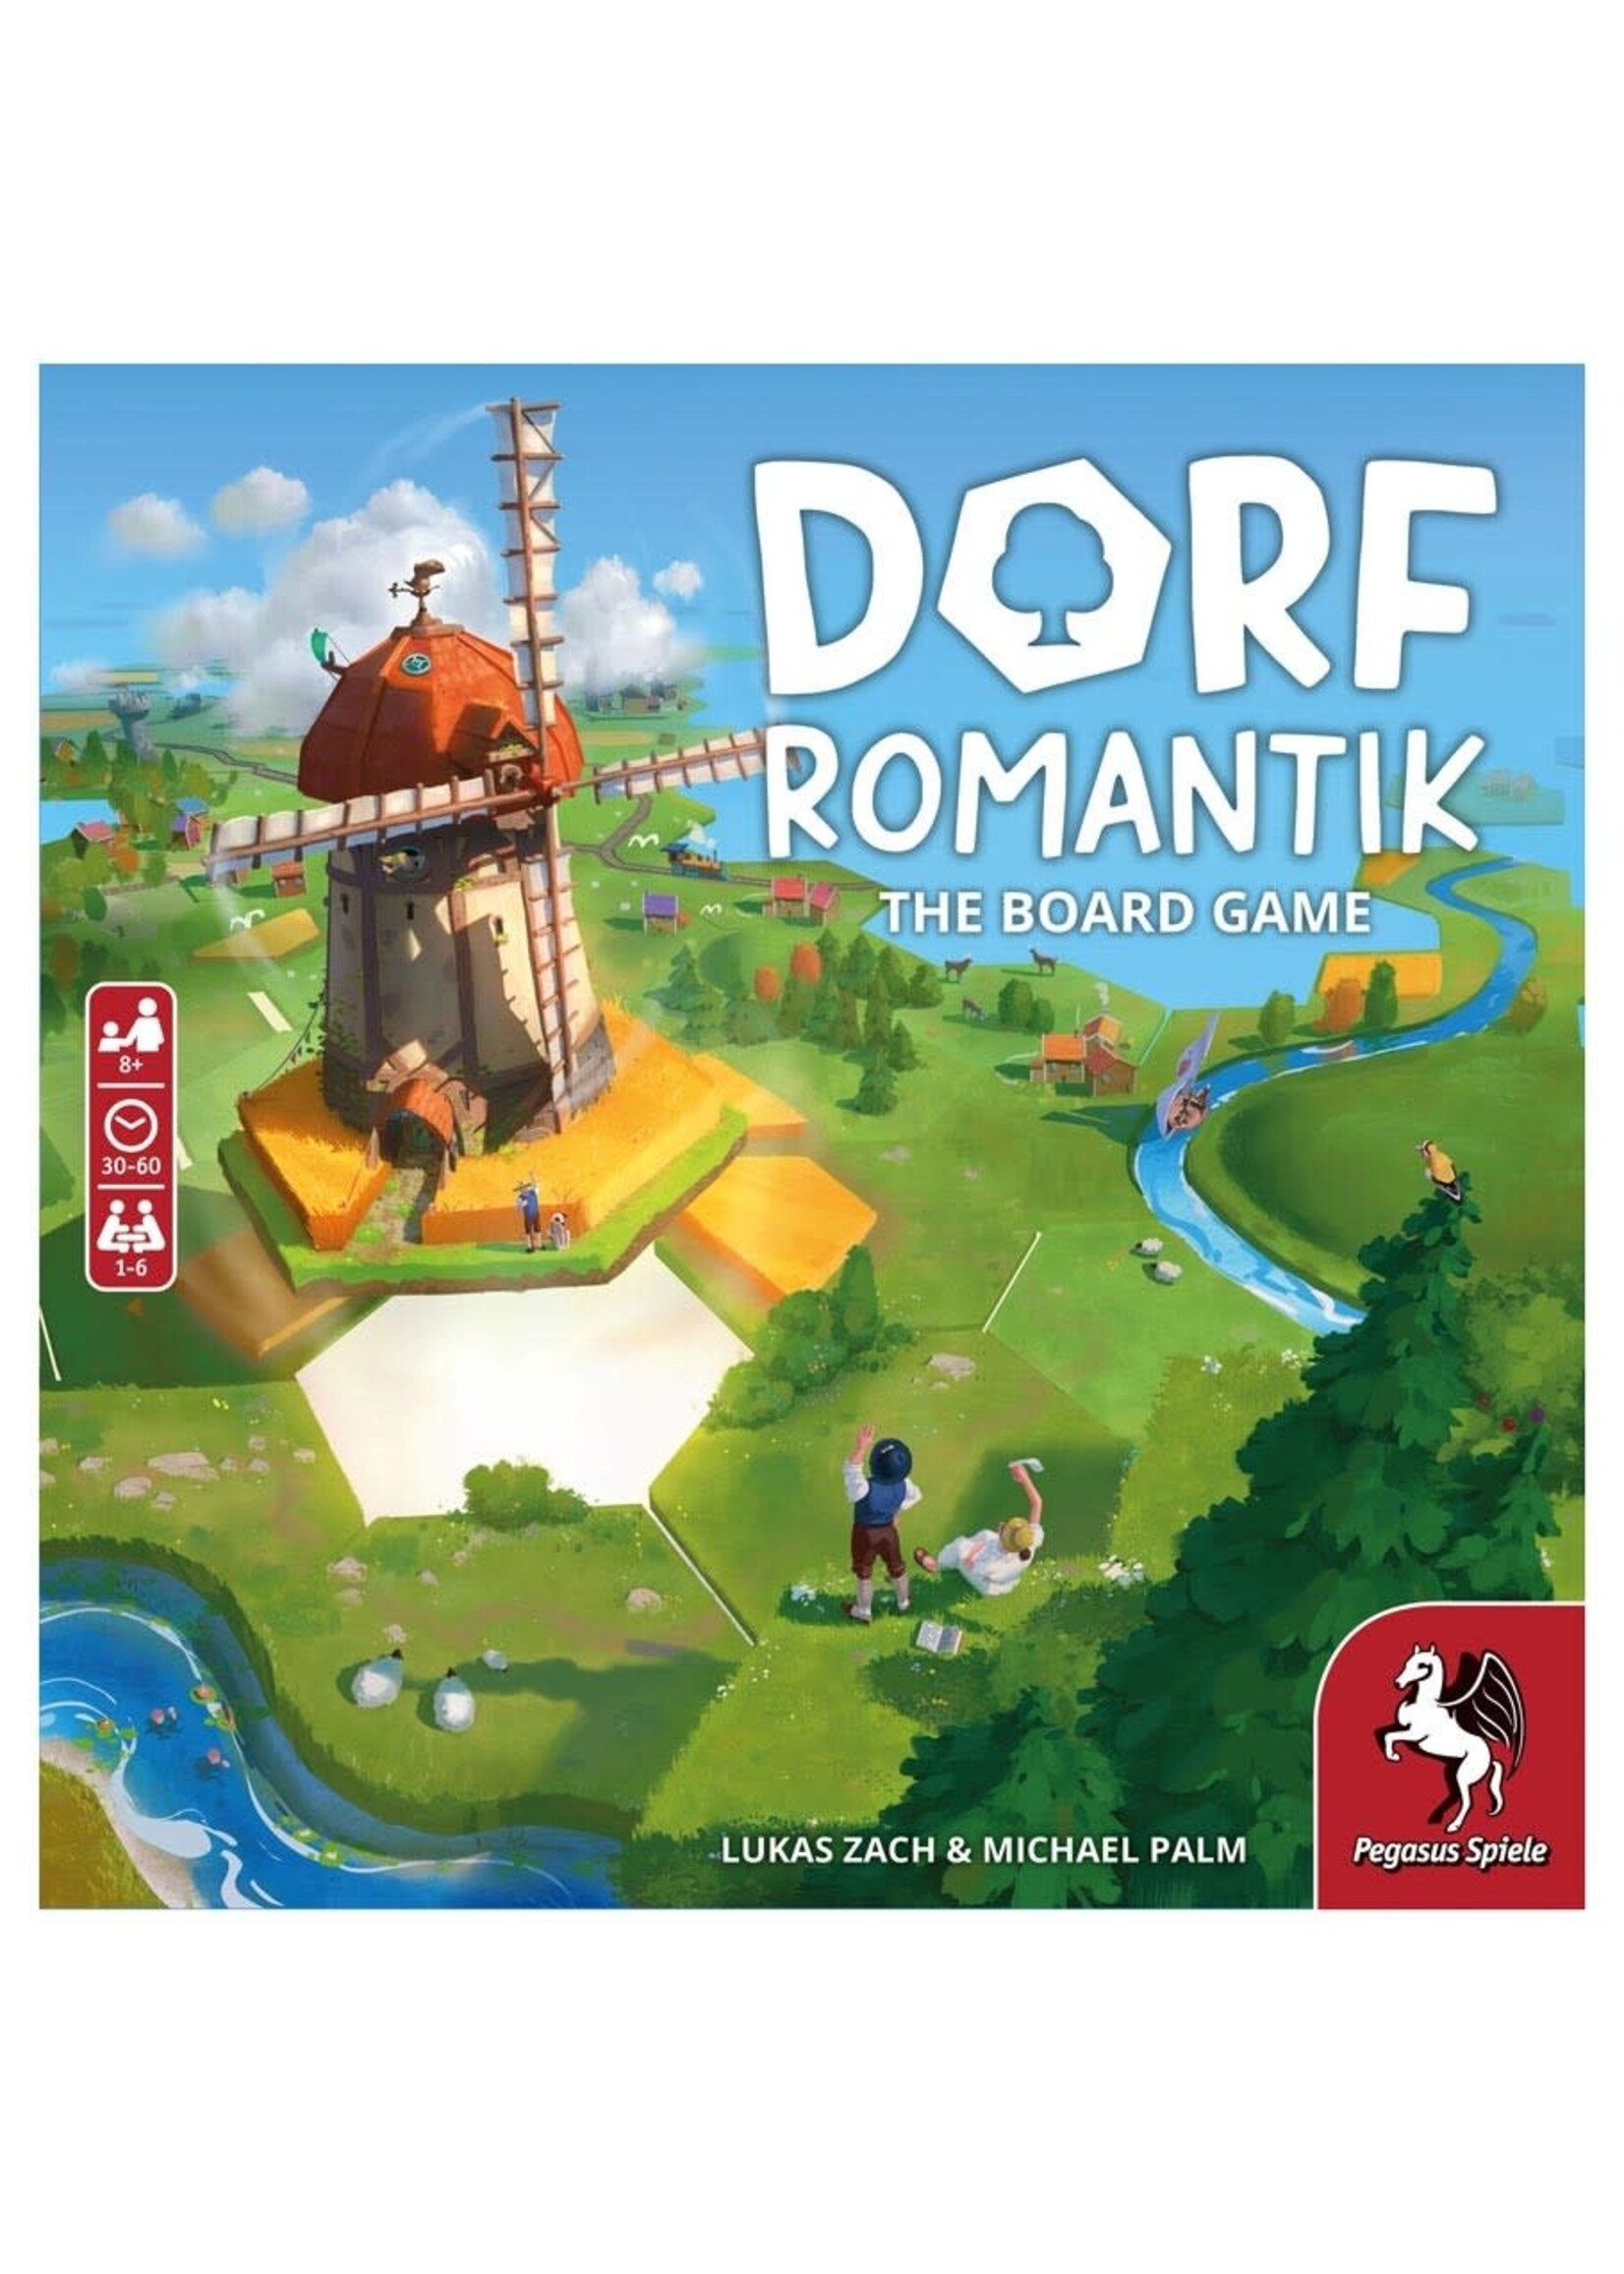 DORF
ROMANTIK
THE BOARD GAME
8+
30-60
1-6
LUKAS ZACH & MICHAEL PALM
Pegasus Spiele